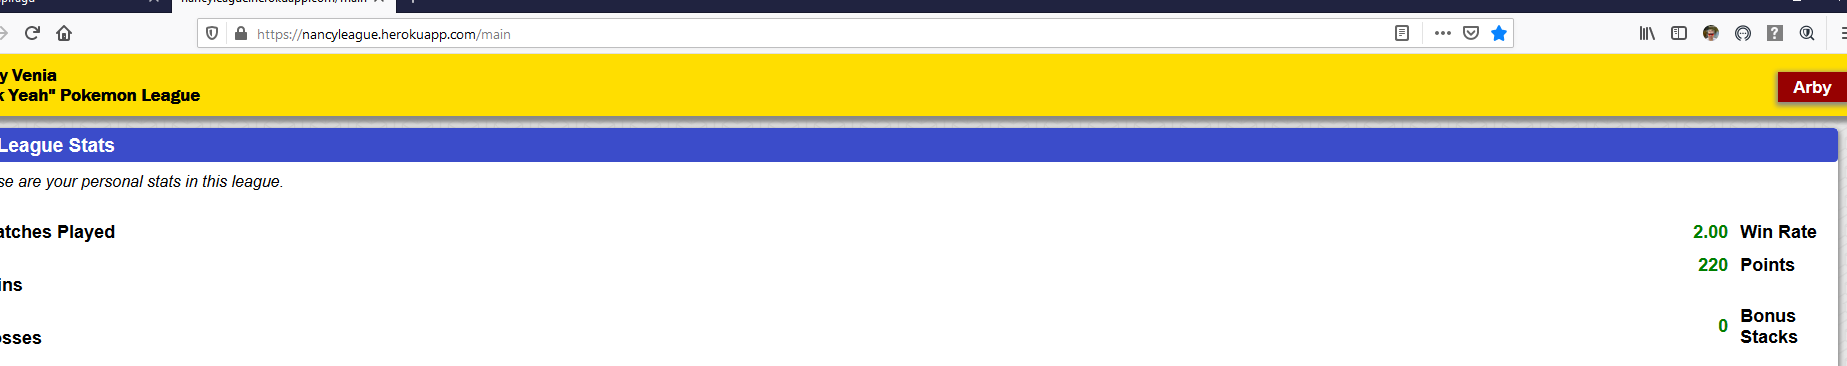 https://nancyleague.herokuapp.com/main
y Venia
k Yeah" Pokemon League
Arby
League Stats
se are your personal stats in this league.
atches Played
2.00 Win Rate
220 Points
ins
0 Bonus
Stacks
osses